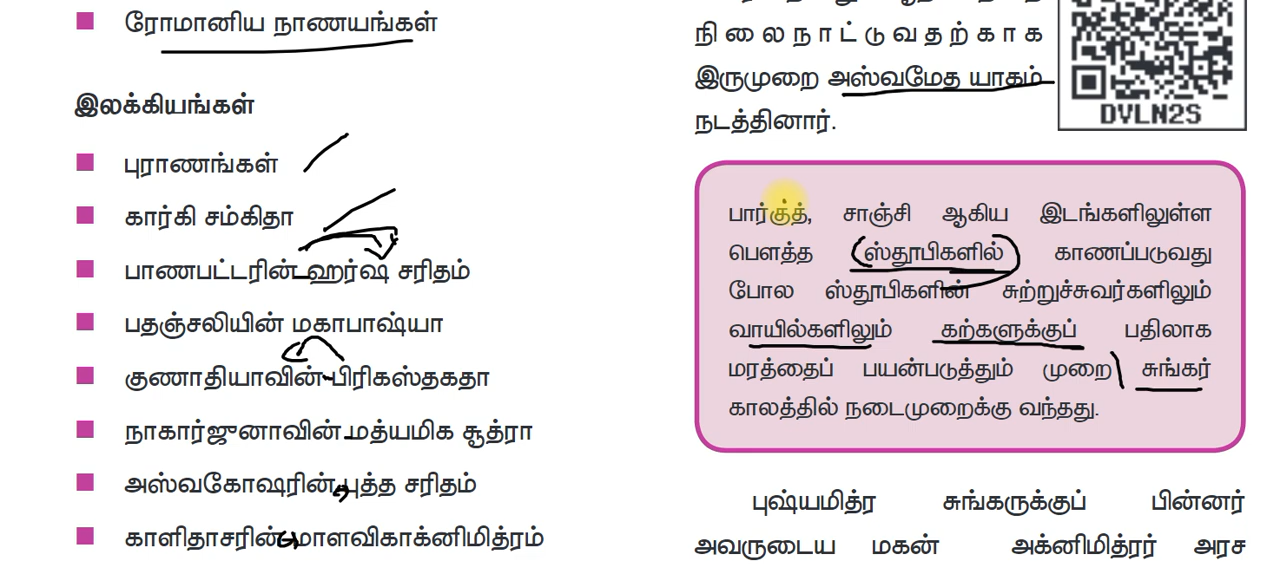 ரோமானிய நாணயங்கள்
இலக்கியங்கள்
புராணங்கள்
கார்கி சம்கிதா
பாணபட்டரின் ஹர்ஷ சரிதம்
பதஞ்சலியின் மகாபாஷ்யா
குணாதியாவின் பிரிகஸ்தகதா
நாகார்ஜுனாவின் மத்யமிக சூத்ரா
அஸ்வகோஷரின் புத்த சரிதம்
காளிதாசரின் மாளவிகாக்னிமித்ரம்
நிலைநாட்டுவதற்காக
இருமுறை அஸ்வமேத யாகம்
நடத்தினார்.
DVLN2S
பார்குத், சாஞ்சி ஆகிய இடங்களிலுள்ள
பௌத்த ஸ்தூபிகளில் காணப்படுவது
போல ஸ்தூபிகளின் சுற்றுச்சுவர்களிலும்
வாயில்களிலும் கற்களுக்குப் பதிலாக
மரத்தைப் பயன்படுத்தும் முறை சுங்கர்
காலத்தில் நடைமுறைக்கு வந்தது.
புஷ்யமித்ர சுங்கருக்குப் பின்னர்
அவருடைய மகன் அக்னிமித்ரர் அரச